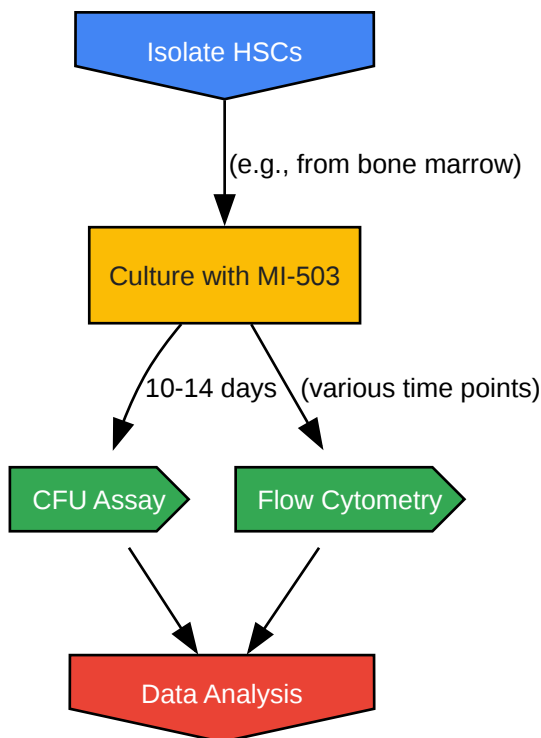 Isolate HSCs
(e.g., from bone marrow)
Culture with MI-503
10-14 days
(various time points)
CFU Assay
Flow Cytometry
Data Analysis